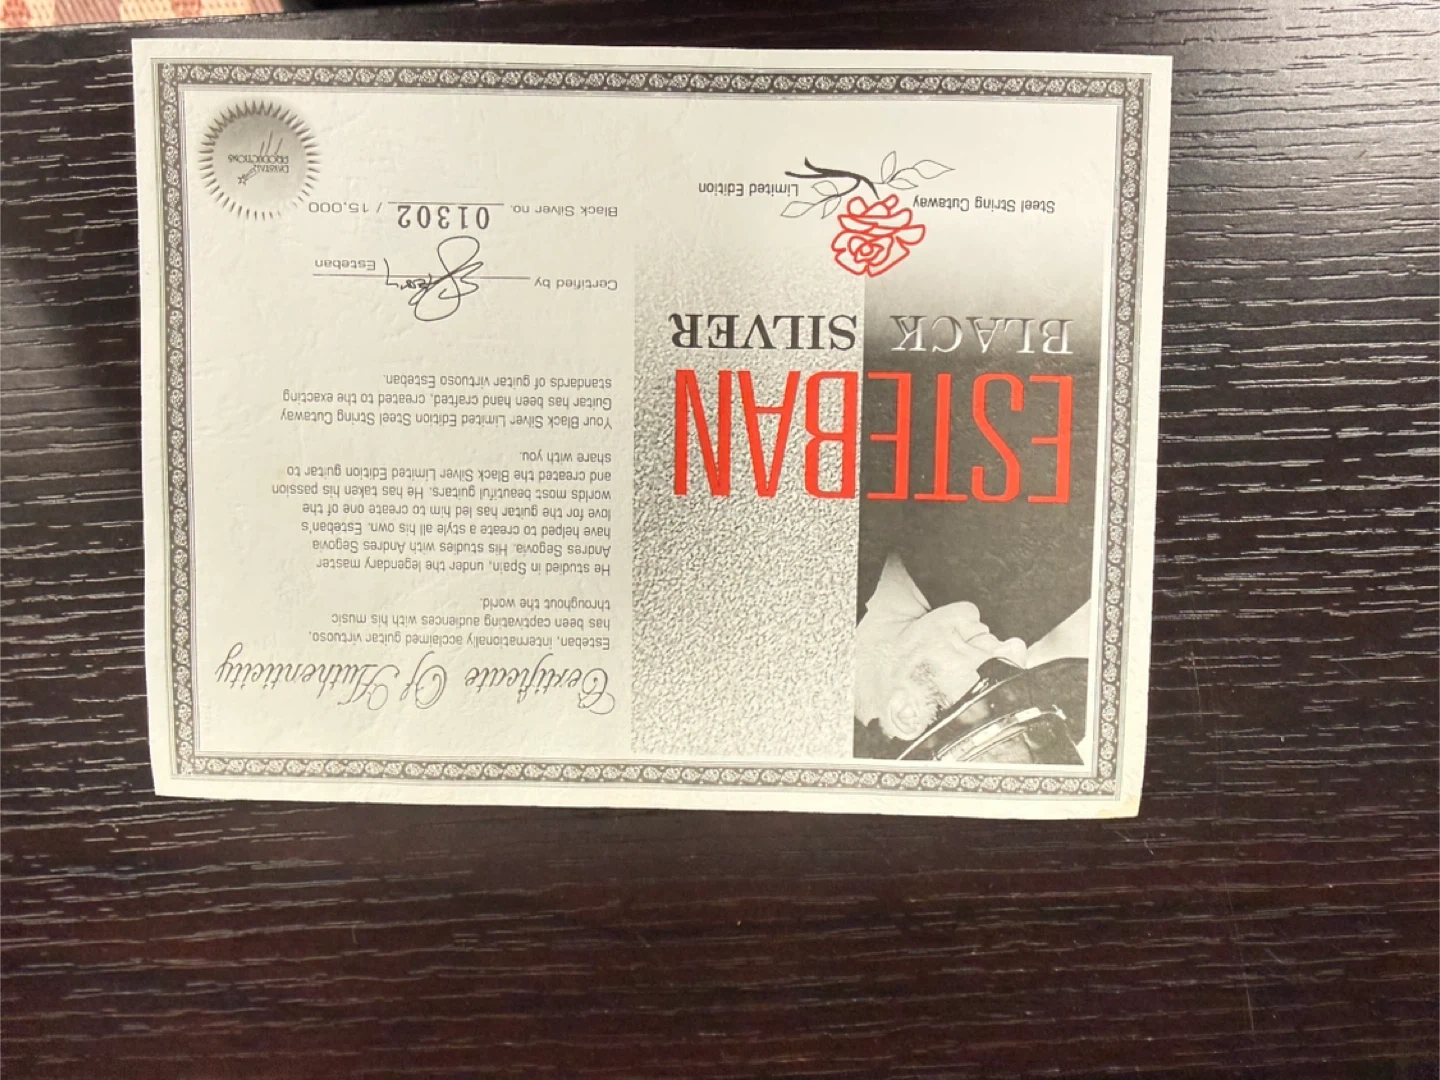 ESTEBAN
BLACK SILVER
Steel String Cutaway
Limited Edition
Certificate Of Authenticity
Esteban, internationally acclaimed guitar virtuoso,
has been captivating audiences with his music
throughout the world.
He studied in Spain, under the legendary master
Andres Segovia. His studies with Andres Segovia
have helped to create a style all his own. Esteban's
love for the guitar has led him to create one of the
worlds most beautiful guitars. He has taken his passion
and created the Black Silver Limited Edition guitar to
share with you.
Your Black Silver Limited Edition Steel String Cutaway
Guitar has been hand crafted, created to the exacting
standards of guitar virtuoso Esteban.
Certified by Esteban
Black Silver no. 01302 / 15,000
PRODUCTIONS